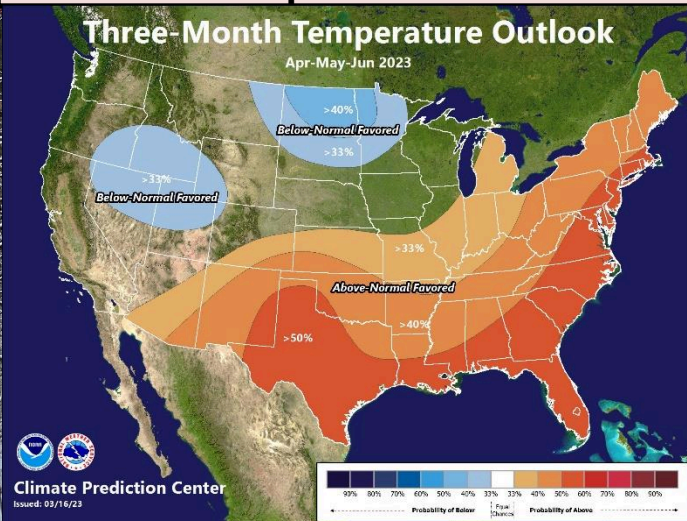 Three-Month Temperature Outlook
Apr-May-Jun 2023
>40%
Below-Normal Favored
>33%
>33%
Below-Normal Favored
>33%
Above-Normal Favored
>40%
>50%
NOAA
Climate Prediction Center
Issued: 03/16/23
90% 80% 70% 60% 50% 40% 33% 33% 40% 50% 60% 70% 80% 90%
Probability of Below Equal Chances Probability of Above